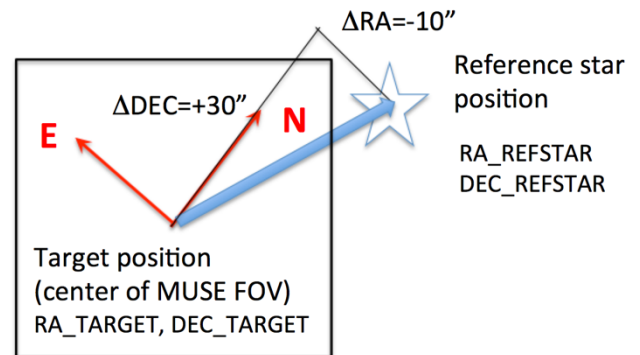 ΔRA=-10”
Reference star
position
ΔDEC=+30”
N
E
RA_REFSTAR
DEC_REFSTAR
Target position
(center of MUSE FOV)
RA_TARGET, DEC_TARGET